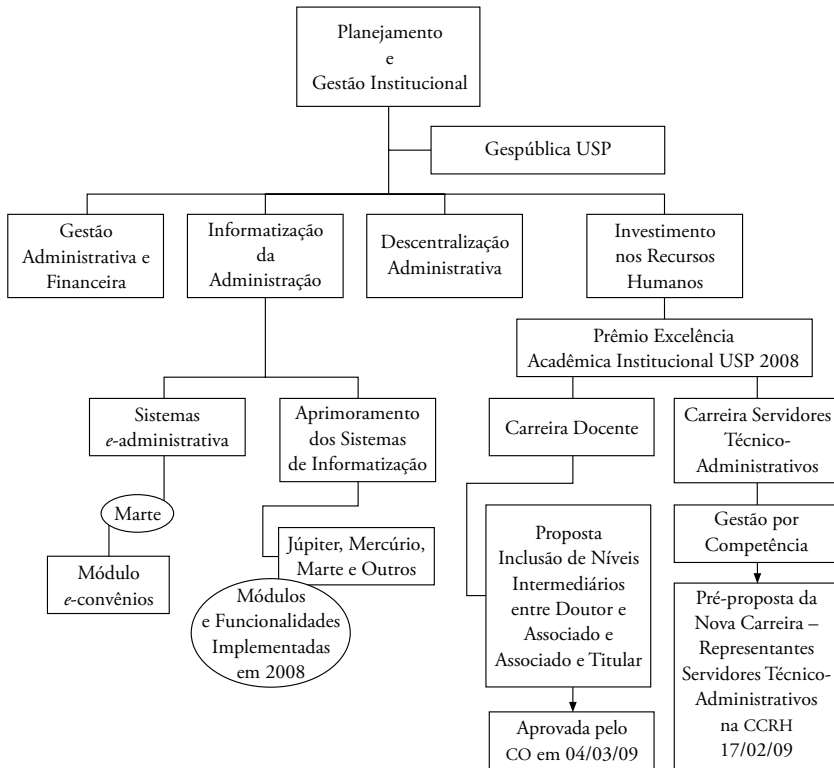 Planejamento
e
Gestão Institucional
Gespública USP
Gestão
Administrativa e
Financeira
Informatização
da
Administração
Descentralização
Administrativa
Investimento
nos Recursos
Humanos
Prêmio Excelência
Acadêmica Institucional USP 2008
Sistemas
e-administrativa
Aprimoramento
dos Sistemas
de Informatização
Carreira Docente
Carreira Servidores
Técnico-
Administrativos
Marte
Módulo
e-convênios
Júpiter, Mercúrio,
Marte e Outros
Módulos
e Funcionalidades
Implementadas
em 2008
Proposta
Inclusão de Níveis
Intermediários
entre Doutor e
Associado e
Associado e Titular
Aprovada pelo
CO em 04/03/09
Gestão por
Competência
Pré-proposta da
Nova Carreira –
Representantes
Servidores Técnico-
Administrativos
na CCRH
17/02/09